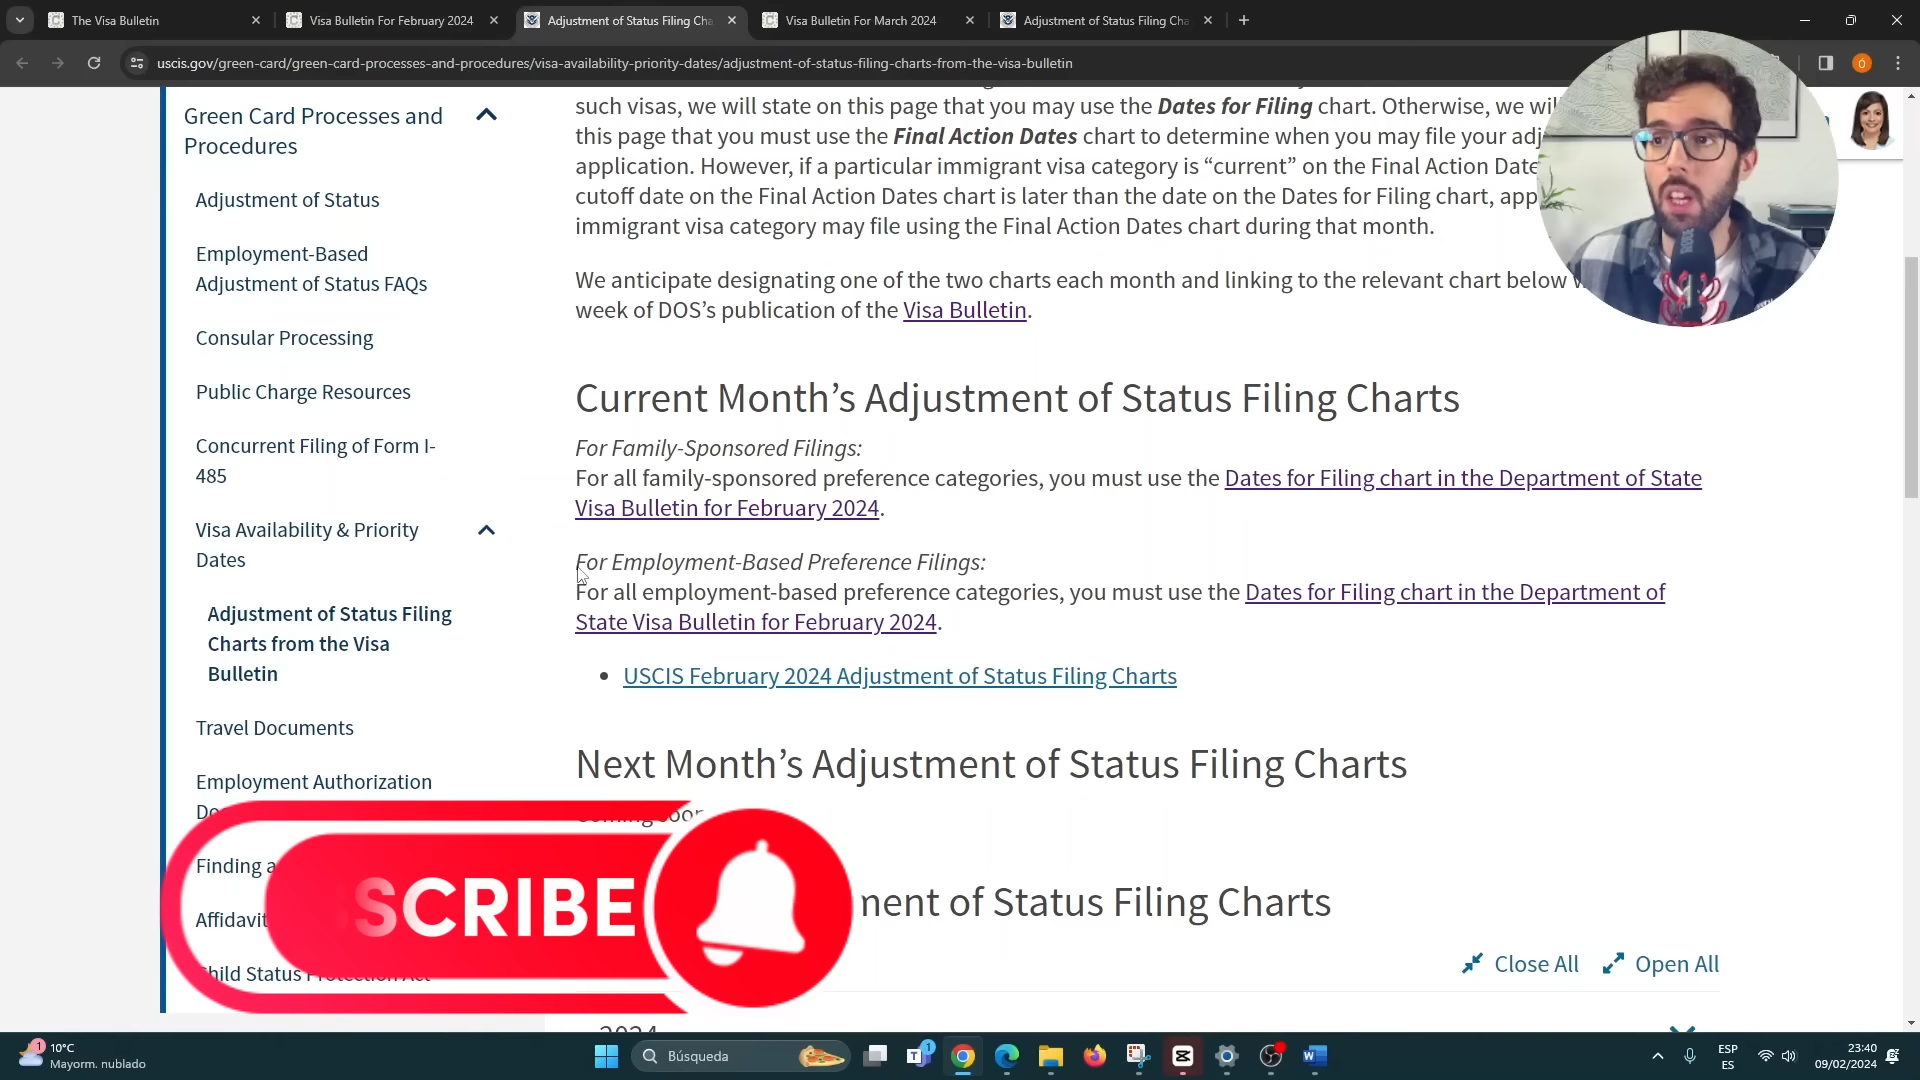 The Visa Bulletin
Visa Bulletin For February 2024
Adjustment of Status Filing Cha
Visa Bulletin For March 2024
Adjustment of Status Filing Cha
uscis.gov/green-card/green-card-processes-and-procedures/visa-availability-priority-dates/adjustment-of-status-filing-charts-from-the-visa-bulletin
Green Card Processes and
Procedures
Adjustment of Status
Employment-Based
Adjustment of Status FAQs
Consular Processing
Public Charge Resources
Concurrent Filing of Form I-
485
Visa Availability & Priority
Dates
Adjustment of Status Filing
Charts from the Visa
Bulletin
Travel Documents
Employment Authorization
Finding a
Affidavit
Child Status Protection Act
such visas, we will state on this page that you may use the Dates for Filing chart. Otherwise, we wil
this page that you must use the Final Action Dates chart to determine when you may file your adj
application. However, if a particular immigrant visa category is “current” on the Final Action Date
cutoff date on the Final Action Dates chart is later than the date on the Dates for Filing chart, app
immigrant visa category may file using the Final Action Dates chart during that month.
We anticipate designating one of the two charts each month and linking to the relevant chart below w
week of DOS’s publication of the Visa Bulletin.
Current Month’s Adjustment of Status Filing Charts
For Family-Sponsored Filings:
For all family-sponsored preference categories, you must use the Dates for Filing chart in the Department of State
Visa Bulletin for February 2024.
For Employment-Based Preference Filings:
For all employment-based preference categories, you must use the Dates for Filing chart in the Department of
State Visa Bulletin for February 2024.
• USCIS February 2024 Adjustment of Status Filing Charts
Next Month’s Adjustment of Status Filing Charts
Coming soon
ment of Status Filing Charts
Close All
Open All
2024
SCRIBE
10°C
Mayorm. nublado
Búsqueda
ESP
ES
23:40
09/02/2024